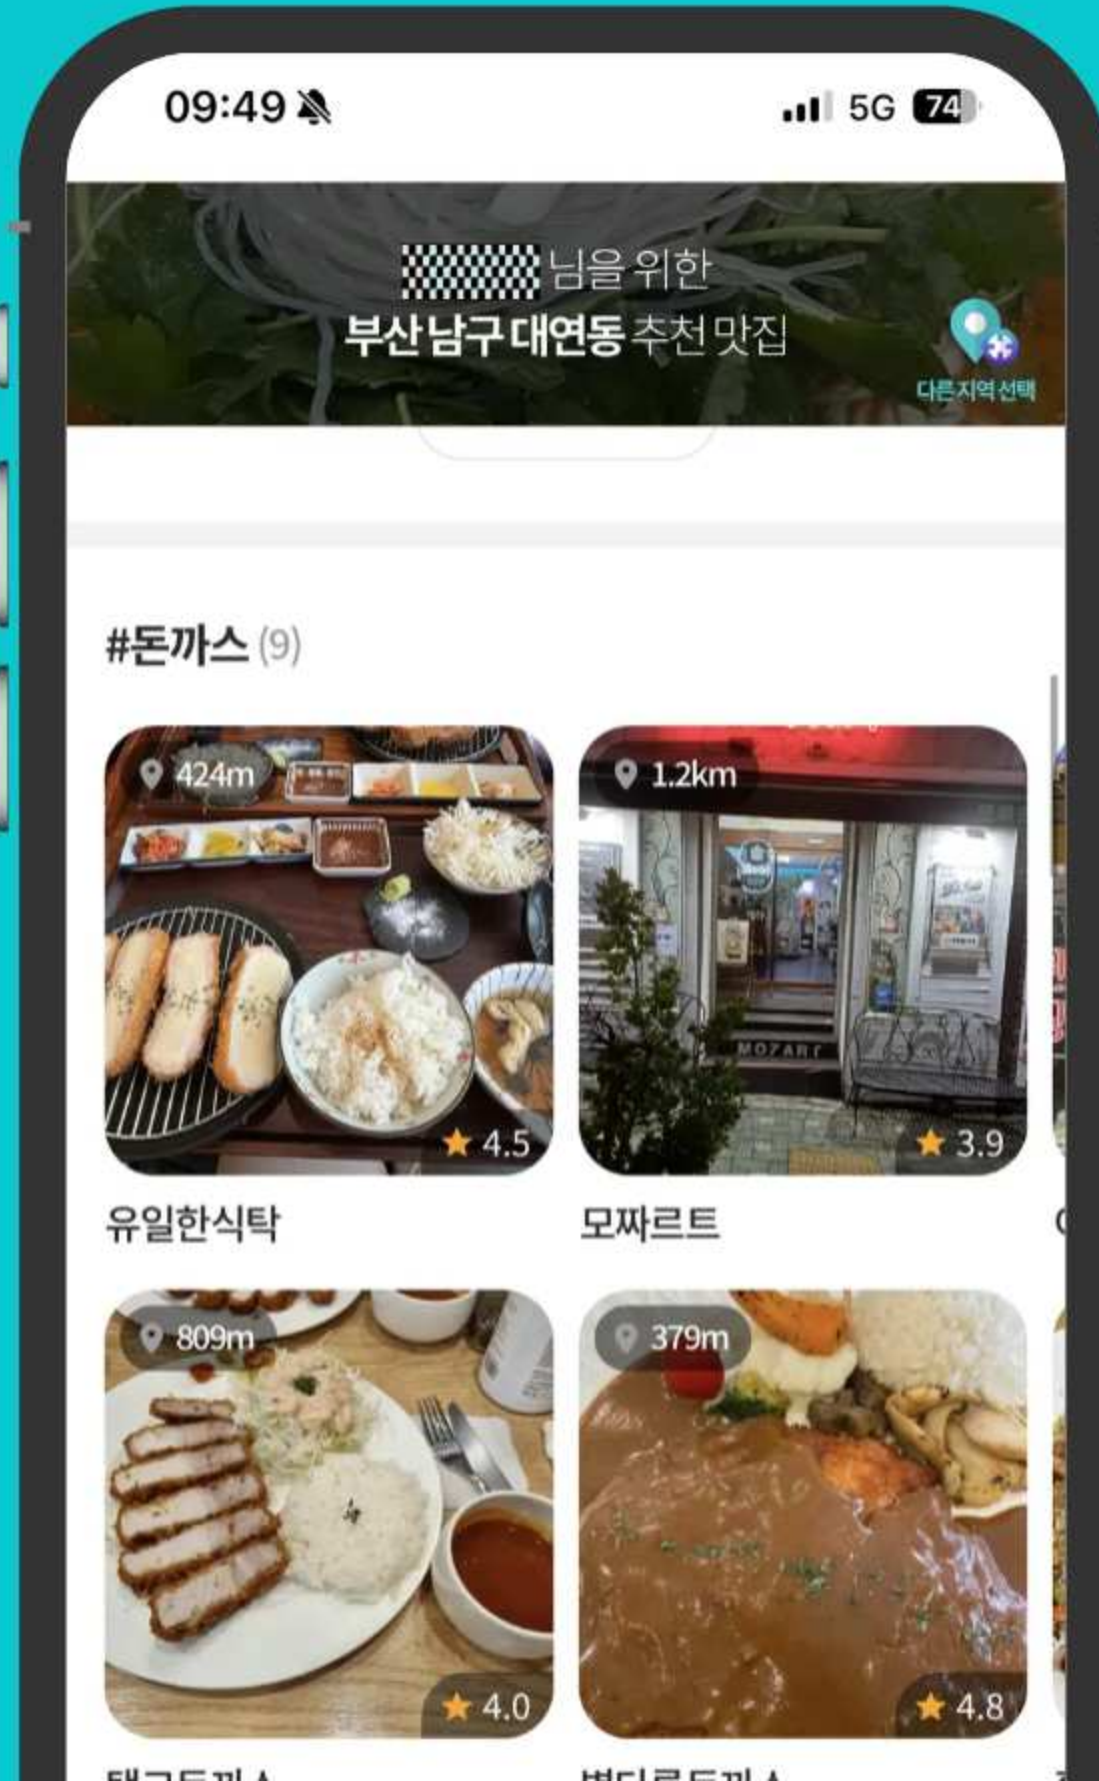 09:49
5G 74
님을 위한
부산 남구 대연동 추천 맛집
다른 지역 선택
#돈까스 (9)
424m
1.2km
MOZART
4.5
3.9
유일한식탁
모짜르트
809m
379m
4.0
4.8